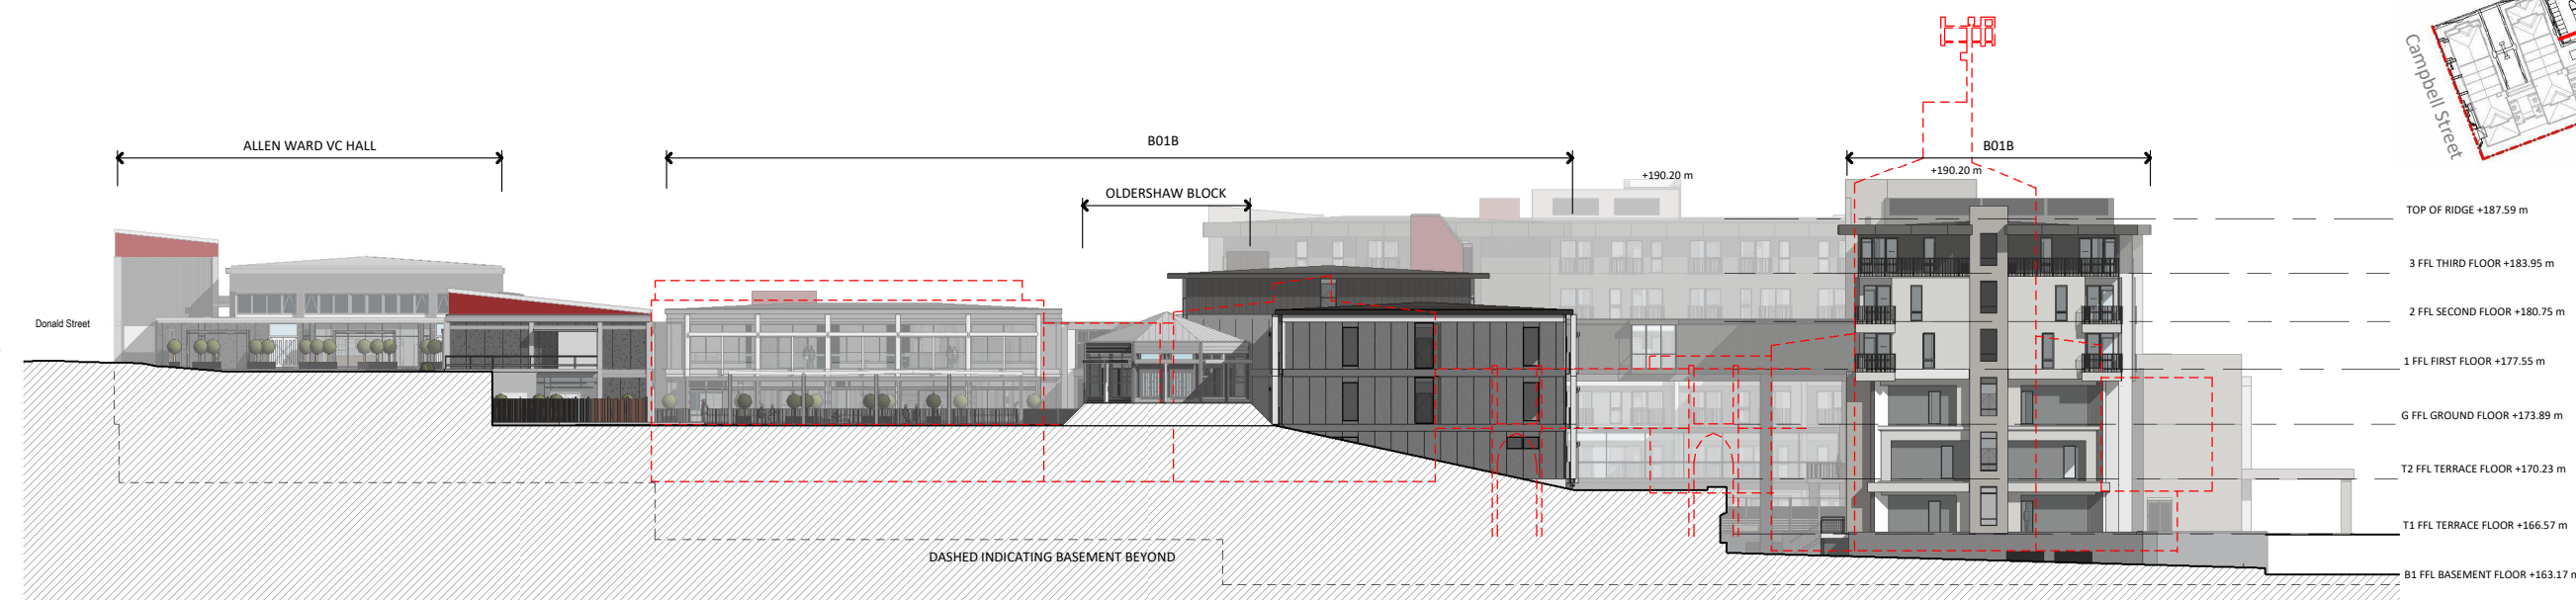 Campbell Street
ALLEN WARD VC HALL
B01B
B01B
OLDERSHAW BLOCK
+190.20 m
+190.20 m
TOP OF RIDGE +187.59 m
3 FFL THIRD FLOOR +183.95 m
2 FFL SECOND FLOOR +180.75 m
Donald Street
1 FFL FIRST FLOOR +177.55 m
G FFL GROUND FLOOR +173.89 m
T2 FFL TERRACE FLOOR +170.23 m
T1 FFL TERRACE FLOOR +166.57 m
DASHED INDICATING BASEMENT BEYOND
B1 FFL BASEMENT FLOOR +163.17 m